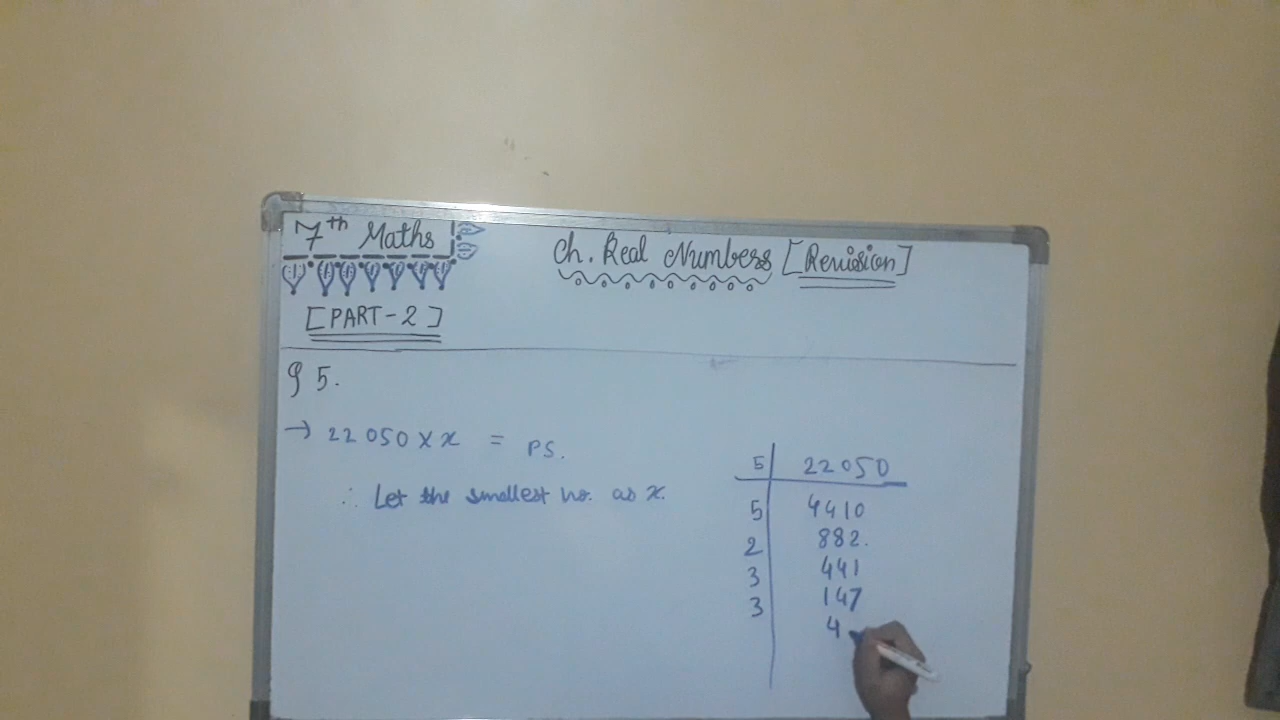 7th Maths
Ch. Real Numbers [Revision]
[PART-2]
Q 5.
→ 22050 × x = PS.
∴ Let the smallest no. as x.
5 | 22050
5 | 4410
2 | 882.
3 | 441
3 | 147
4